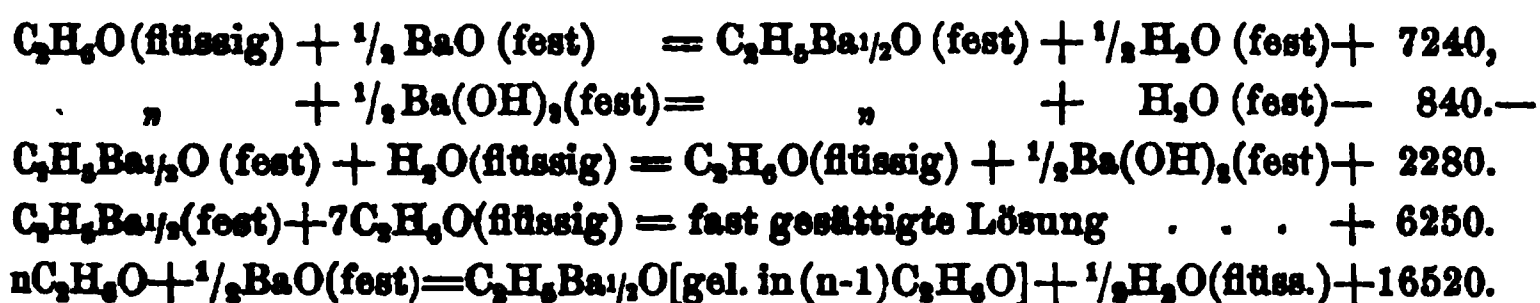 C₂H₆O (flüssig) + ¹/₂ BaO (fest) = C₂H₅Ba₁/₂O (fest) + ¹/₂ H₂O (fest) + 7240,
„ + ¹/₂ Ba(OH)₂ (fest) = „ + H₂O (fest) — 840.—
C₂H₅Ba₁/₂O (fest) + H₂O (flüssig) = C₂H₆O (flüssig) + ¹/₂ Ba(OH)₂ (fest) + 2280.
C₂H₅Ba₁/₂ (fest) + 7C₂H₆O (flüssig) = fast gesättigte Lösung . . . + 6250.
nC₂H₆O + ¹/₂ BaO (fest) = C₂H₅Ba₁/₂O [gel. in (n-1) C₂H₆O] + ¹/₂ H₂O (flüss.) + 16520.